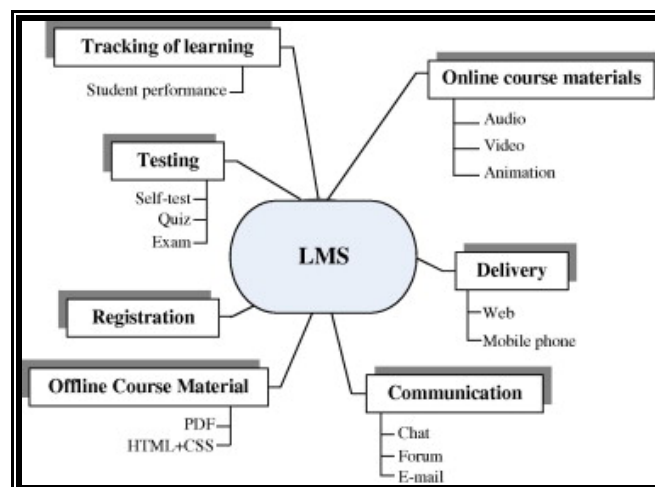 Tracking of learning
Student performance
Online course materials
Audio
Video
Animation
Testing
Self-test
Quiz
Exam
LMS
Delivery
Web
Mobile phone
Registration
Offline Course Material
PDF
HTML+CSS
Communication
Chat
Forum
E-mail